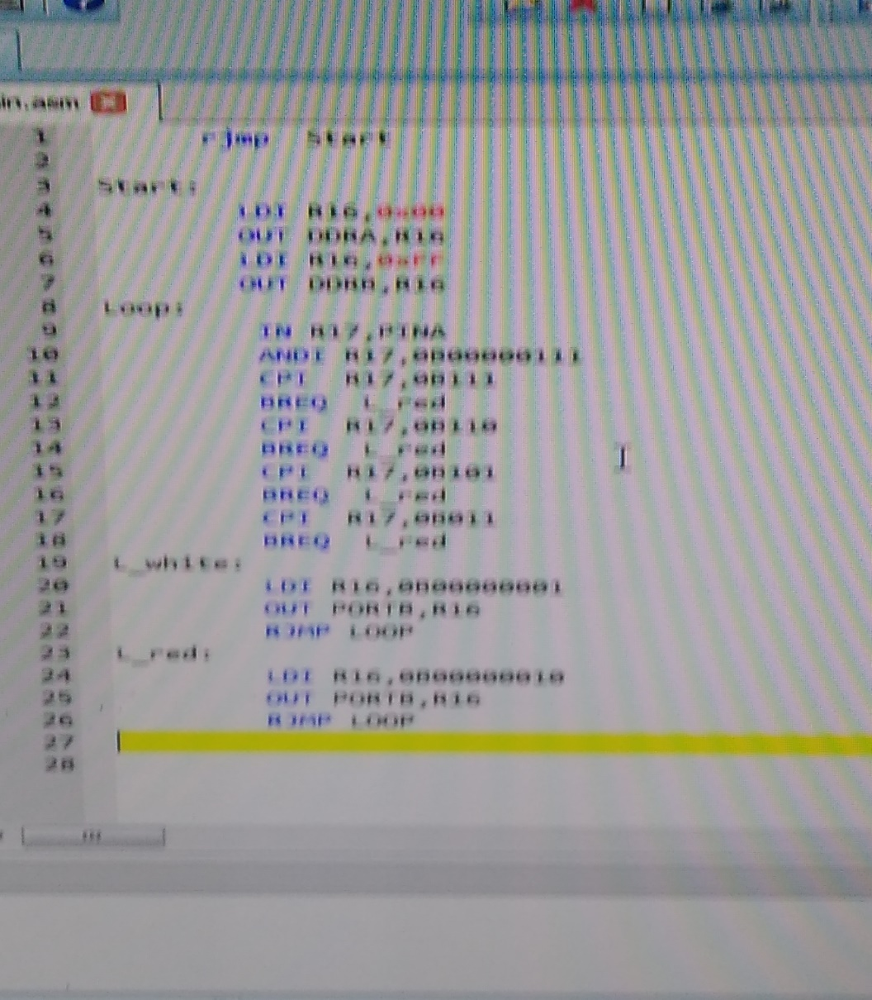 in.asm
1 rjmp Start
2
3 Start:
4 LDI R16,0x00
5 OUT DDRA,R16
6 LDI R16,0xFF
7 OUT DDRB,R16
8 Loop:
9 IN R17,PINA
10 ANDI R17,0B00000111
11 CPI R17,0B111
12 BREQ L_red
13 CPI R17,0B110
14 BREQ L_red
15 CPI R17,0B101
16 BREQ L_red
17 CPI R17,0B011
18 BREQ L_red
19 L_white:
20 LDI R16,0B00000001
21 OUT PORTB,R16
22 RJMP LOOP
23 L_red:
24 LDI R16,0B00000010
25 OUT PORTB,R16
26 RJMP LOOP
27
28